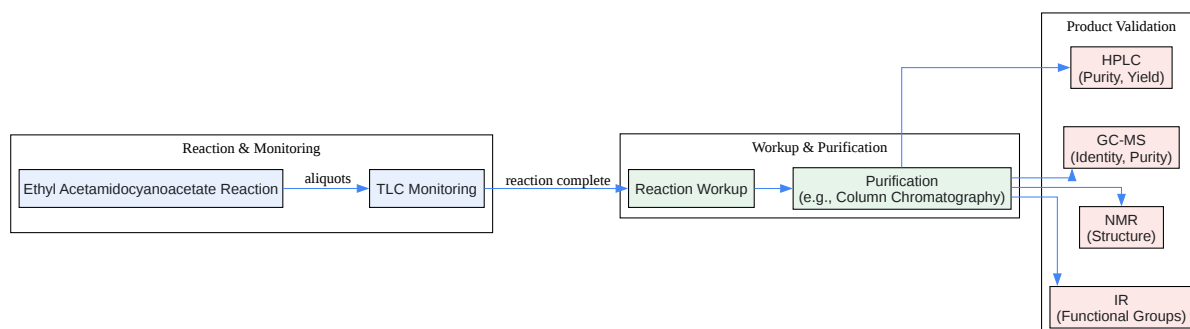 Product Validation
HPLC
(Purity, Yield)
Reaction & Monitoring
Ethyl Acetamidocyanoacetate Reaction
aliquots
TLC Monitoring
reaction complete
Workup & Purification
Reaction Workup
Purification
(e.g., Column Chromatography)
GC-MS
(Identity, Purity)
NMR
(Structure)
IR
(Functional Groups)